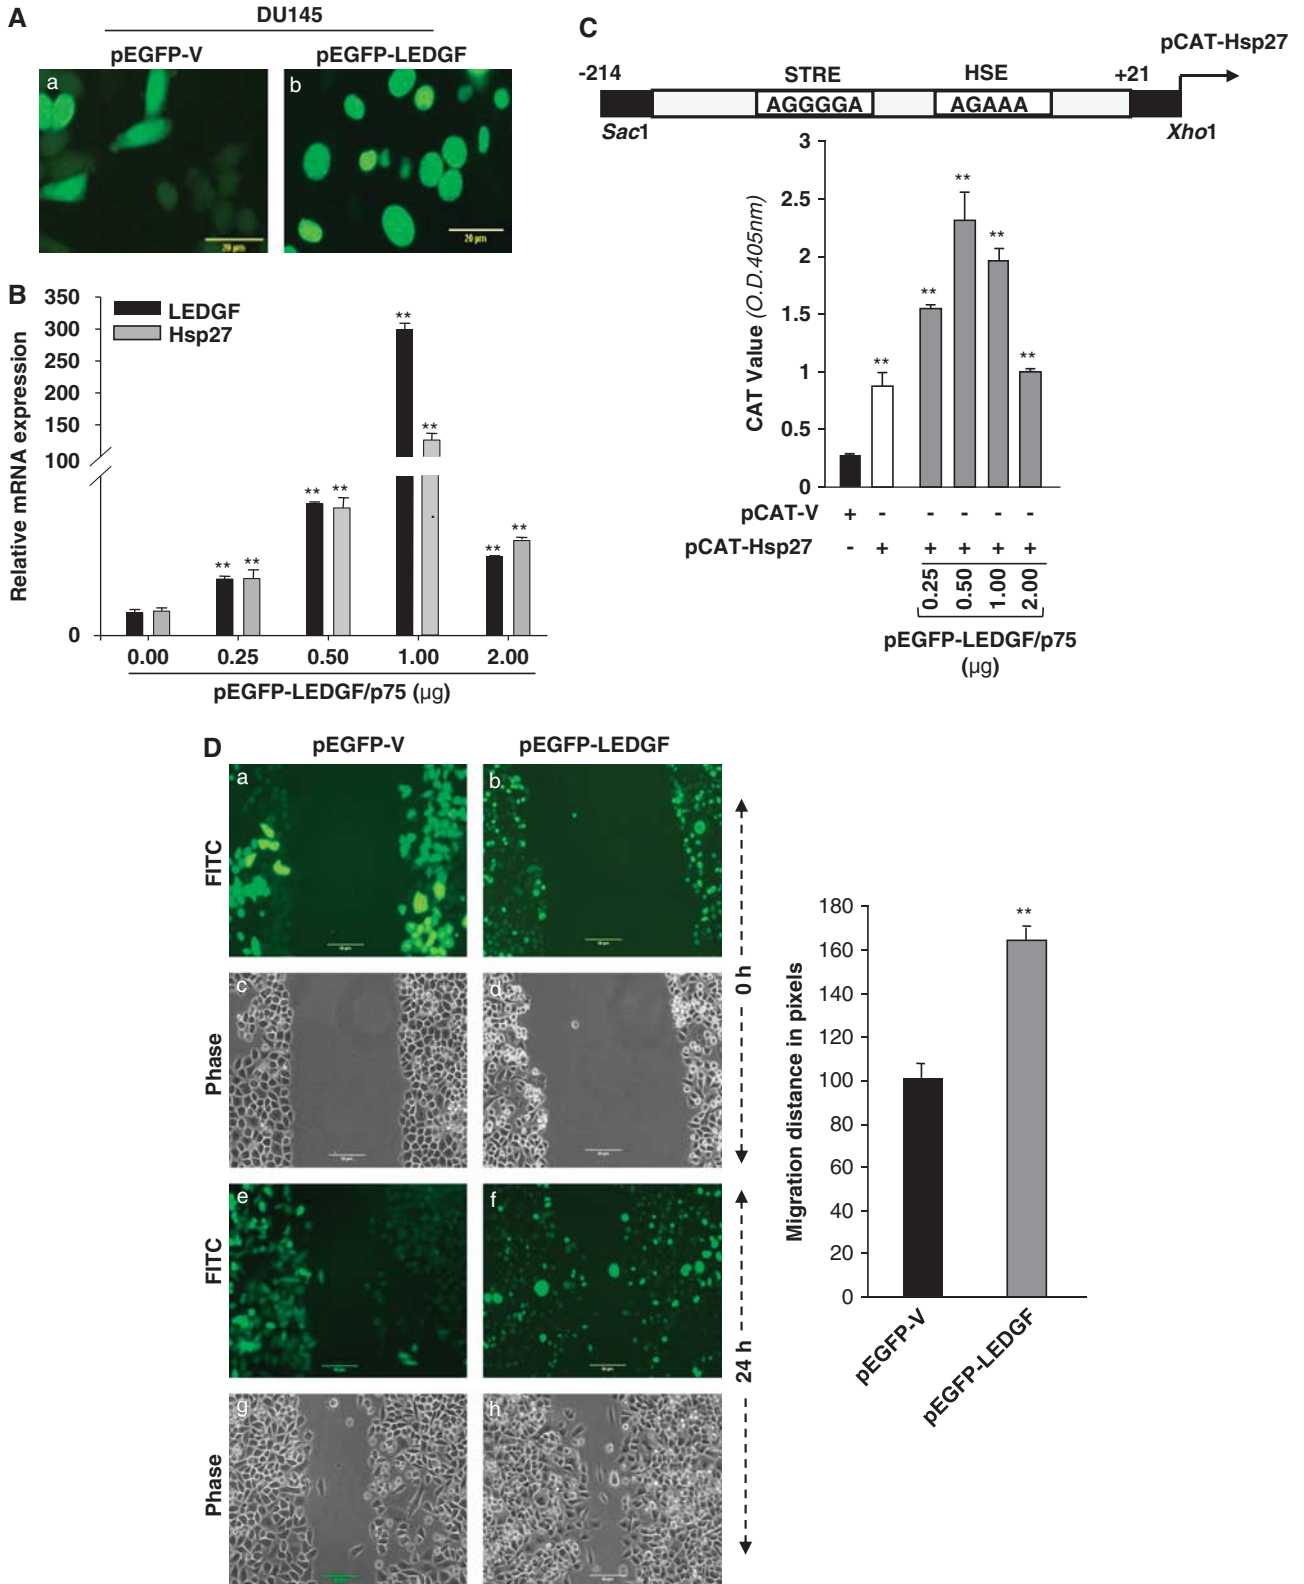 A
DU145
pEGFP-V
pEGFP-LEDGF
a
b
20 µm
20 µm
B
Relative mRNA expression
350
300
250
200
150
100
0
LEDGF
Hsp27
**
**
**
**
**
**
**
**
0.00
0.25
0.50
1.00
2.00
pEGFP-LEDGF/p75 (µg)
C
pCAT-Hsp27
-214
STRE
HSE
+21
AGGGGA
AGAAA
Sac1
Xho1
CAT Value (O.D.405nm)
3
2.5
2
1.5
1
0.5
0
**
**
**
**
**
pCAT-V + - - - - -
pCAT-Hsp27 - + + + + +
0.25
0.50
1.00
2.00
pEGFP-LEDGF/p75
(µg)
D
pEGFP-V
pEGFP-LEDGF
FITC
a
b
0 h
Phase
c
d
FITC
e
f
24 h
Phase
g
h
Migration distance in pixels
180
160
140
120
100
80
60
40
20
0
**
pEGFP-V
pEGFP-LEDGF